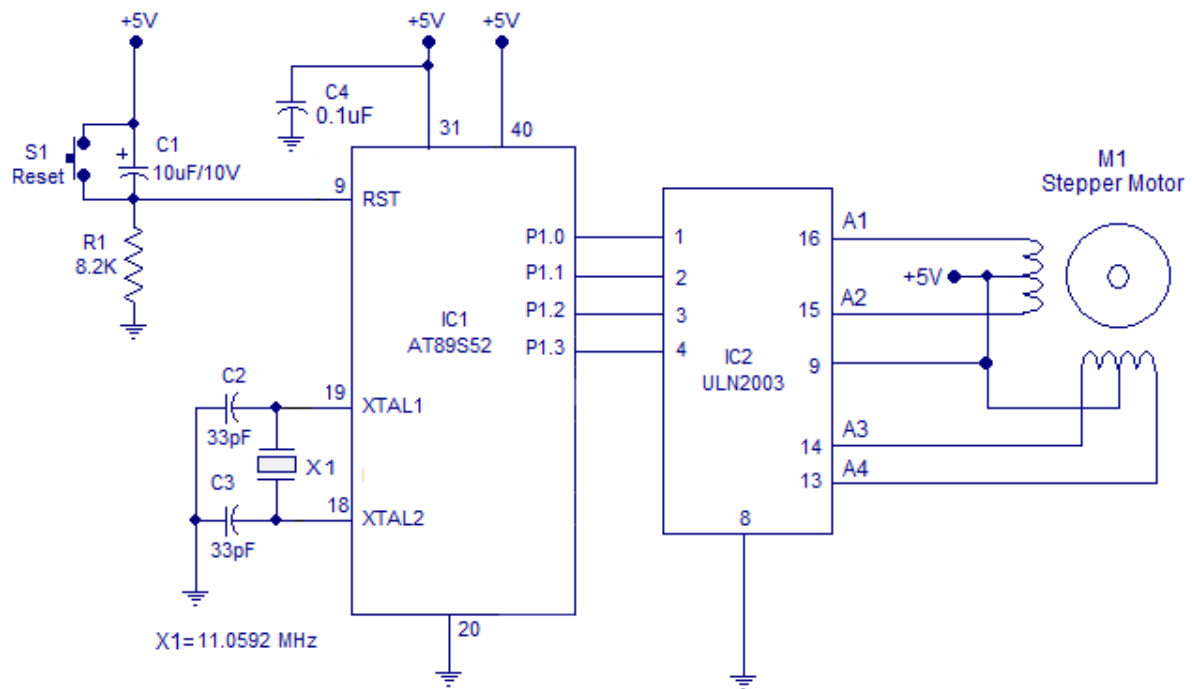 +5V
+5V
+5V
C4
0.1uF
31
40
S1
Reset
C1
+
10uF/10V
9
RST
R1
8.2K
M1
Stepper Motor
P1.0
P1.1
P1.2
P1.3
1
2
3
4
16
A1
+5V
15
A2
9
IC1
AT89S52
IC2
ULN2003
C2
33pF
19
XTAL1
X1
C3
33pF
18
XTAL2
14
A3
13
A4
8
20
X1=11.0592 MHz